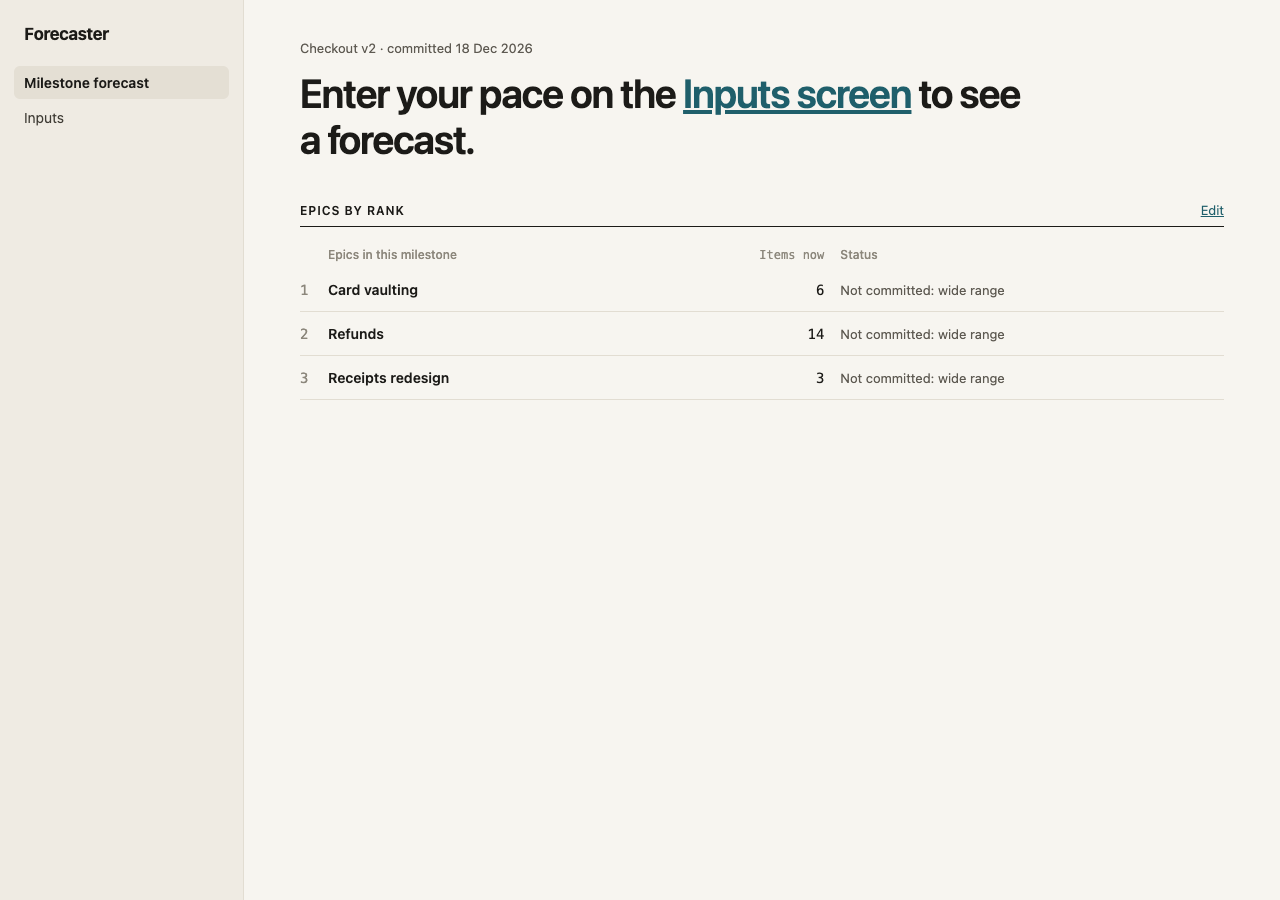 Forecaster
Milestone forecast
Inputs
Checkout v2 · committed 18 Dec 2026
Enter your pace on the Inputs screen to see
a forecast.
EPICS BY RANK Edit
Epics in this milestone Items now Status
1 Card vaulting 6 Not committed: wide range
2 Refunds 14 Not committed: wide range
3 Receipts redesign 3 Not committed: wide range